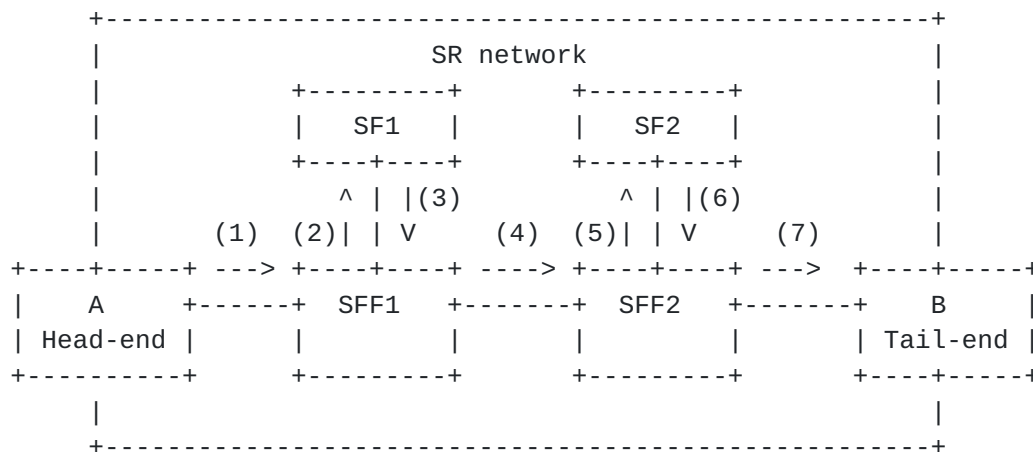 SR network
SF1 SF2
(3) (6)
(1) (2) (4) (5) (7)
A SFF1 SFF2 B
Head-end Tail-end